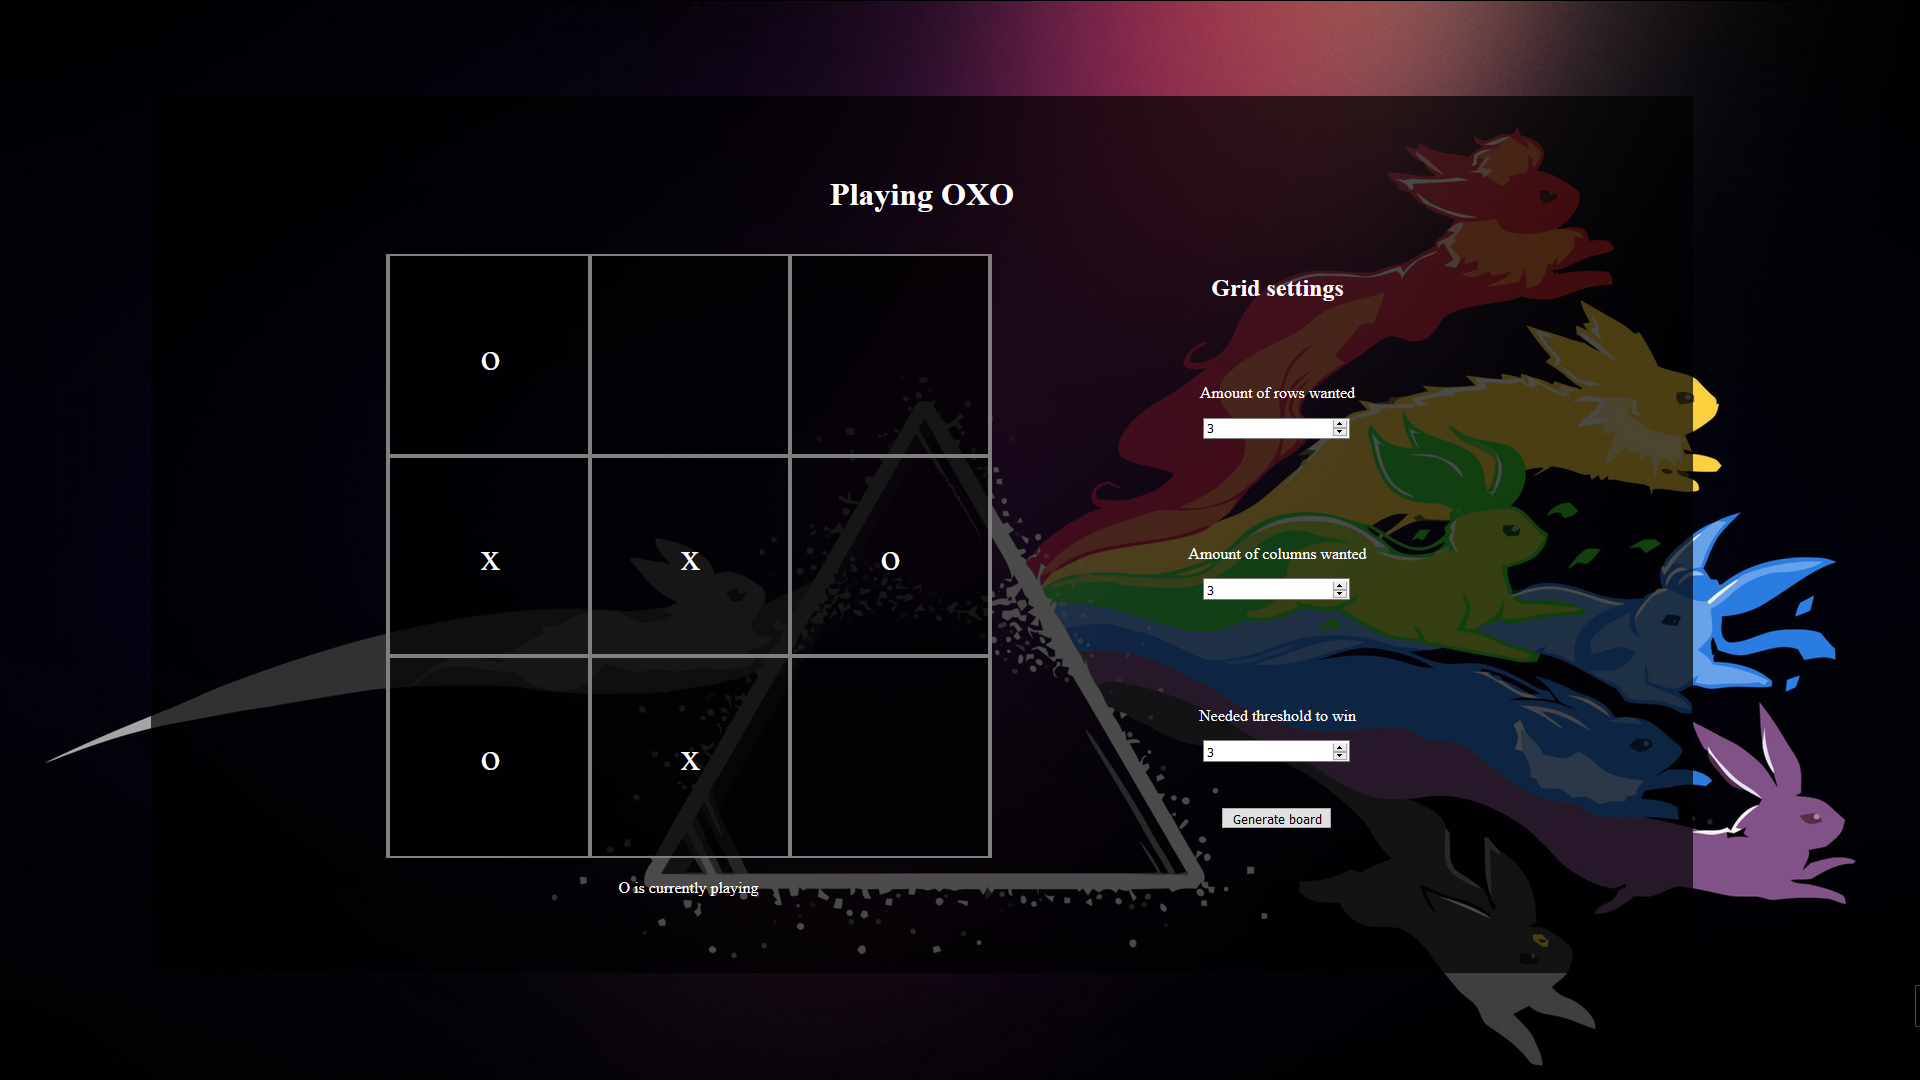 Playing OXO
O
X X O
O X
O is currently playing
Grid settings
Amount of rows wanted
3
Amount of columns wanted
3
Needed threshold to win
3
Generate board